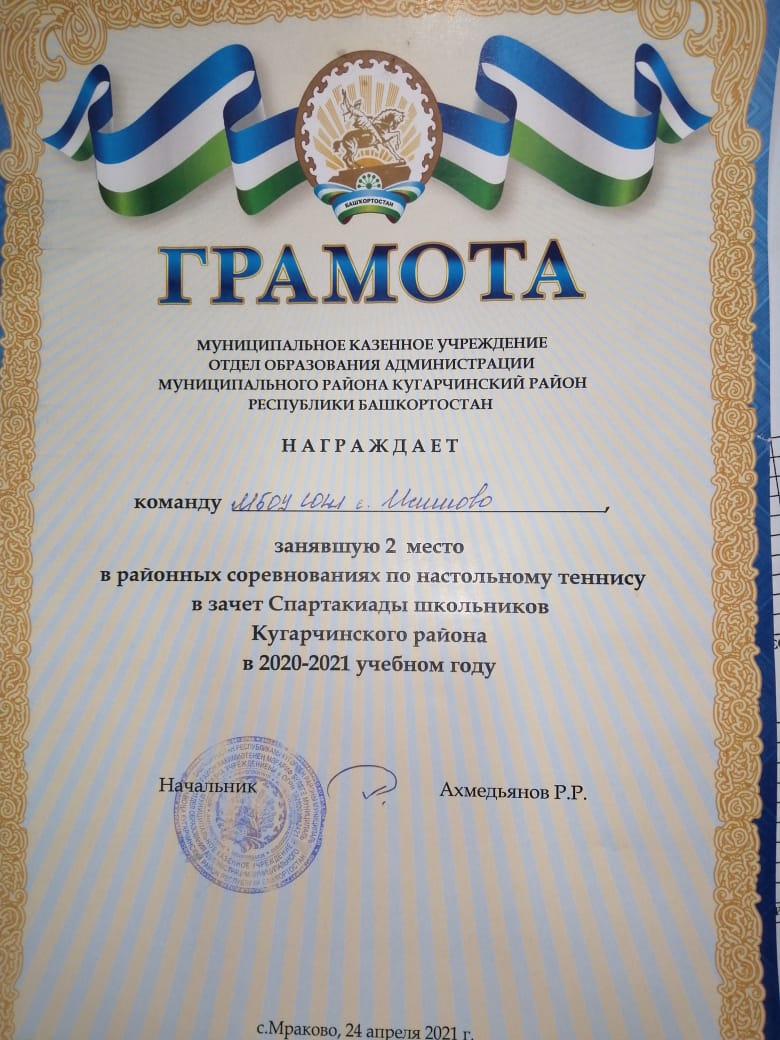 БАШҠОРТОСТАН
ГРАМОТА
МУНИЦИПАЛЬНОЕ КАЗЕННОЕ УЧРЕЖДЕНИЕ
ОТДЕЛ ОБРАЗОВАНИЯ АДМИНИСТРАЦИИ
МУНИЦИПАЛЬНОГО РАЙОНА КУГАРЧИНСКИЙ РАЙОН
РЕСПУБЛИКИ БАШКОРТОСТАН
НАГРАЖДАЕТ
команду МБОУ СОШ с. ,
занявшую 2 место
в районных соревнованиях по настольному теннису
в зачет Спартакиады школьников
Кугарчинского района
в 2020-2021 учебном году
Начальник Ахмедьянов Р.Р.
с.Мраково, 24 апреля 2021 г.